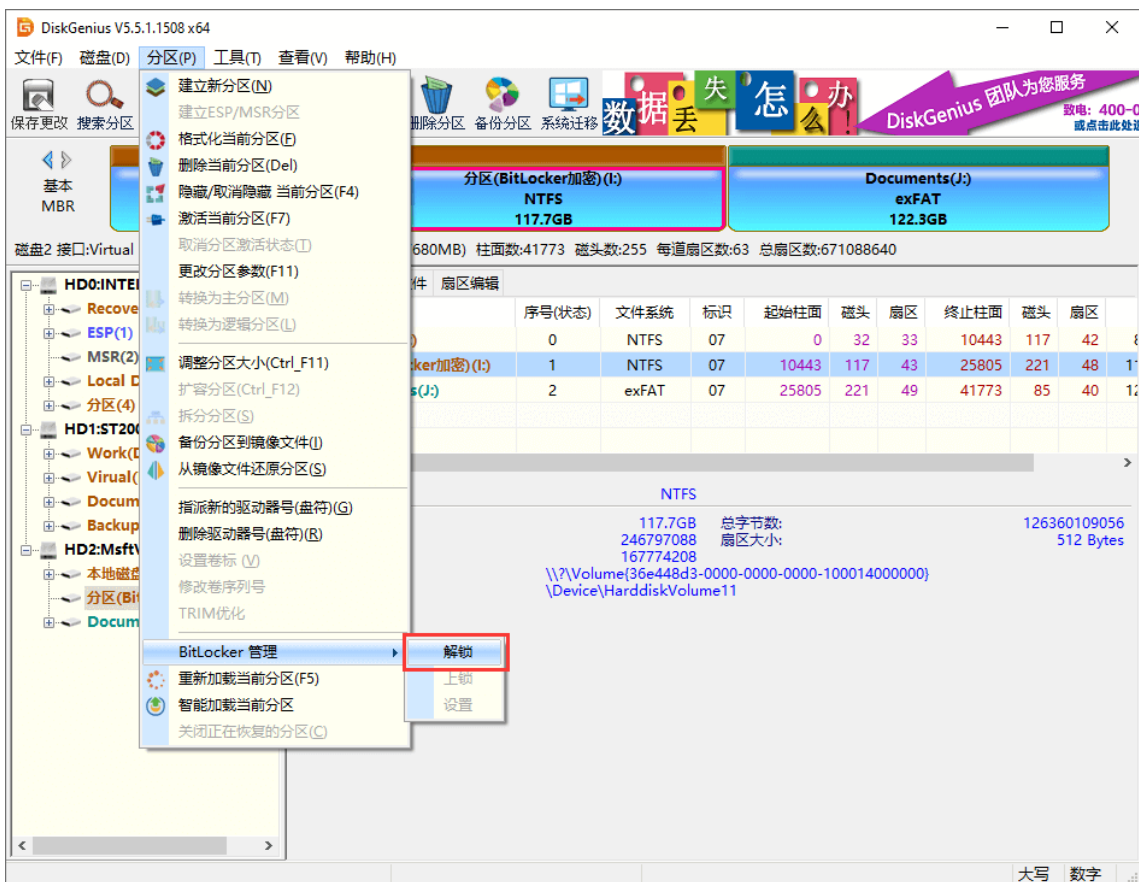 DiskGenius V5.5.1.1508 x64
文件(F) 磁盘(D) 分区(P) 工具(T) 查看(V) 帮助(H)
保存更改 搜索分区 删除分区 备份分区 系统迁移
数据丢失怎么办!
DiskGenius 团队为您服务
致电: 400-0
或点击此处
建立新分区(N)
建立ESP/MSR分区
格式化当前分区(F)
删除当前分区(Del)
隐藏/取消隐藏 当前分区(F4)
激活当前分区(F7)
取消分区激活状态(T)
更改分区参数(F11)
转换为主分区(M)
转换为逻辑分区(L)
调整分区大小(Ctrl_F11)
扩容分区(Ctrl_F12)
拆分分区(S)
备份分区到镜像文件(I)
从镜像文件还原分区(S)
指派新的驱动器号(盘符)(G)
删除驱动器号(盘符)(R)
设置卷标 (V)
修改卷序列号
TRIM优化
BitLocker 管理
重新加载当前分区(F5)
智能加载当前分区
关闭正在恢复的分区(C)
解锁
上锁
设置
基本
MBR
分区(BitLocker加密)(I:)
NTFS
117.7GB
Documents(J:)
exFAT
122.3GB
磁盘2 接口:Virtual 680MB) 柱面数:41773 磁头数:255 每道扇区数:63 总扇区数:671088640
HD0:INTE
Recove
ESP(1)
MSR(2)
Local D
分区(4)
HD1:ST200
Work(D
Virual(
Docum
Backup
HD2:MsftV
本地磁盘
分区(Bit
Docum
件 扇区编辑
序号(状态) 文件系统 标识 起始柱面 磁头 扇区 终止柱面 磁头 扇区
) 0 NTFS 07 0 32 33 10443 117 42
ker加密)(I:) 1 NTFS 07 10443 117 43 25805 221 48
s(J:) 2 exFAT 07 25805 221 49 41773 85 40
NTFS
117.7GB 总字节数: 126360109056
246797088 扇区大小: 512 Bytes
167774208
\\?\Volume{36e448d3-0000-0000-0000-100014000000}
\Device\HarddiskVolume11
大写 数字